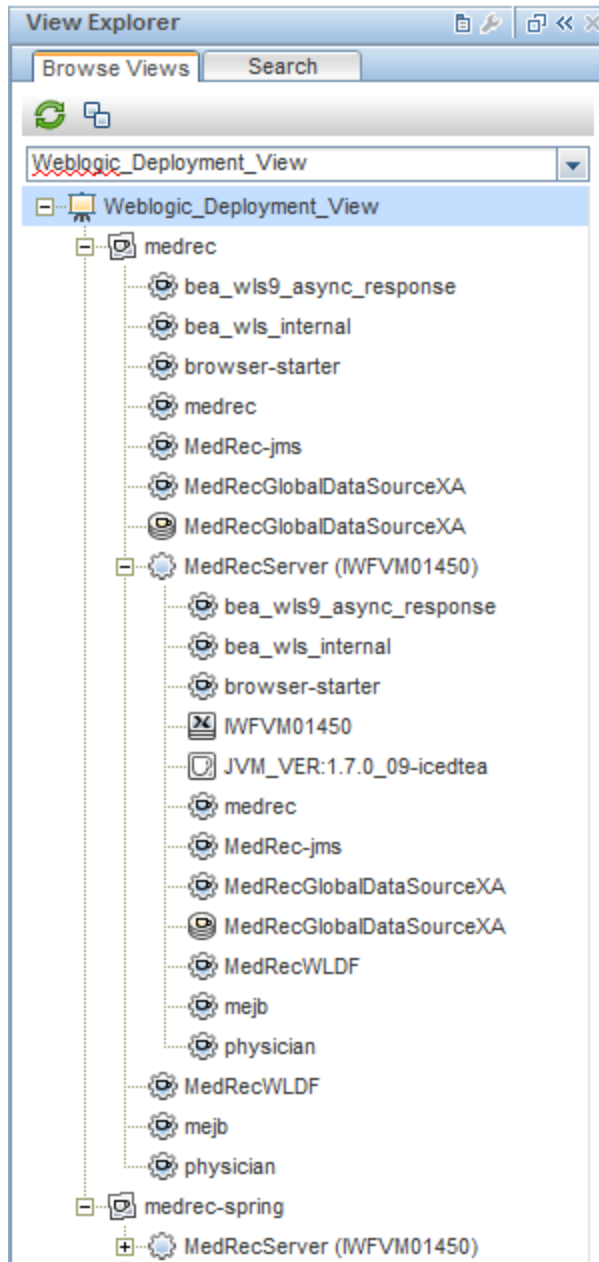 View Explorer
Browse Views Search
Weblogic_Deployment_View
Weblogic_Deployment_View
medrec
bea_wls9_async_response
bea_wls_internal
browser-starter
medrec
MedRec-jms
MedRecGlobalDataSourceXA
MedRecGlobalDataSourceXA
MedRecServer (IWFVM01450)
bea_wls9_async_response
bea_wls_internal
browser-starter
IWFVM01450
JVM_VER:1.7.0_09-icedtea
medrec
MedRec-jms
MedRecGlobalDataSourceXA
MedRecGlobalDataSourceXA
MedRecWLDF
mejb
physician
MedRecWLDF
mejb
physician
medrec-spring
MedRecServer (IWFVM01450)